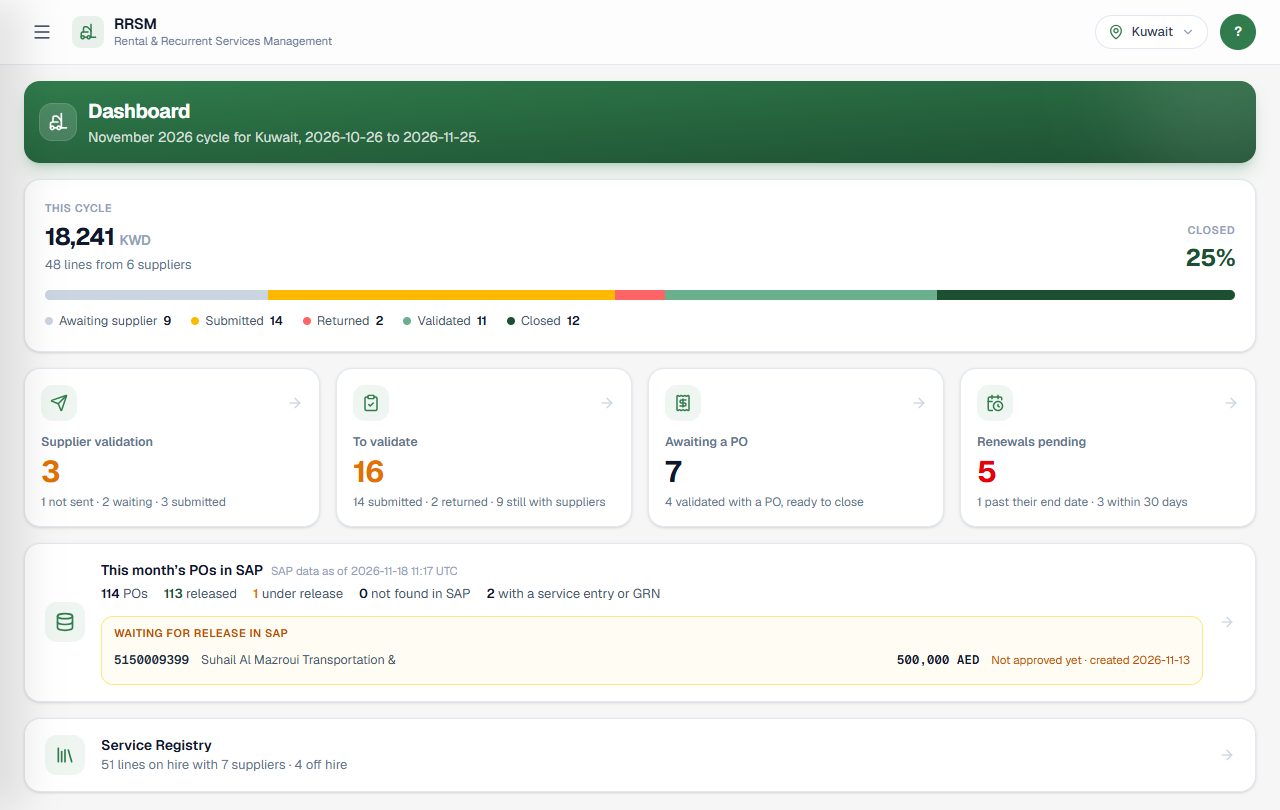 RRSM
Rental & Recurrent Services Management
Kuwait
?
Dashboard
November 2026 cycle for Kuwait, 2026-10-26 to 2026-11-25.
THIS CYCLE
18,241 KWD
48 lines from 6 suppliers
CLOSED
25%
Awaiting supplier 9 Submitted 14 Returned 2 Validated 11 Closed 12
Supplier validation
3
1 not sent · 2 waiting · 3 submitted
To validate
16
14 submitted · 2 returned · 9 still with suppliers
Awaiting a PO
7
4 validated with a PO, ready to close
Renewals pending
5
1 past their end date · 3 within 30 days
This month's POs in SAP SAP data as of 2026-11-18 11:17 UTC
114 POs 113 released 1 under release 0 not found in SAP 2 with a service entry or GRN
WAITING FOR RELEASE IN SAP
5150009399 Suhail Al Mazroui Transportation & 500,000 AED Not approved yet · created 2026-11-13
Service Registry
51 lines on hire with 7 suppliers · 4 off hire